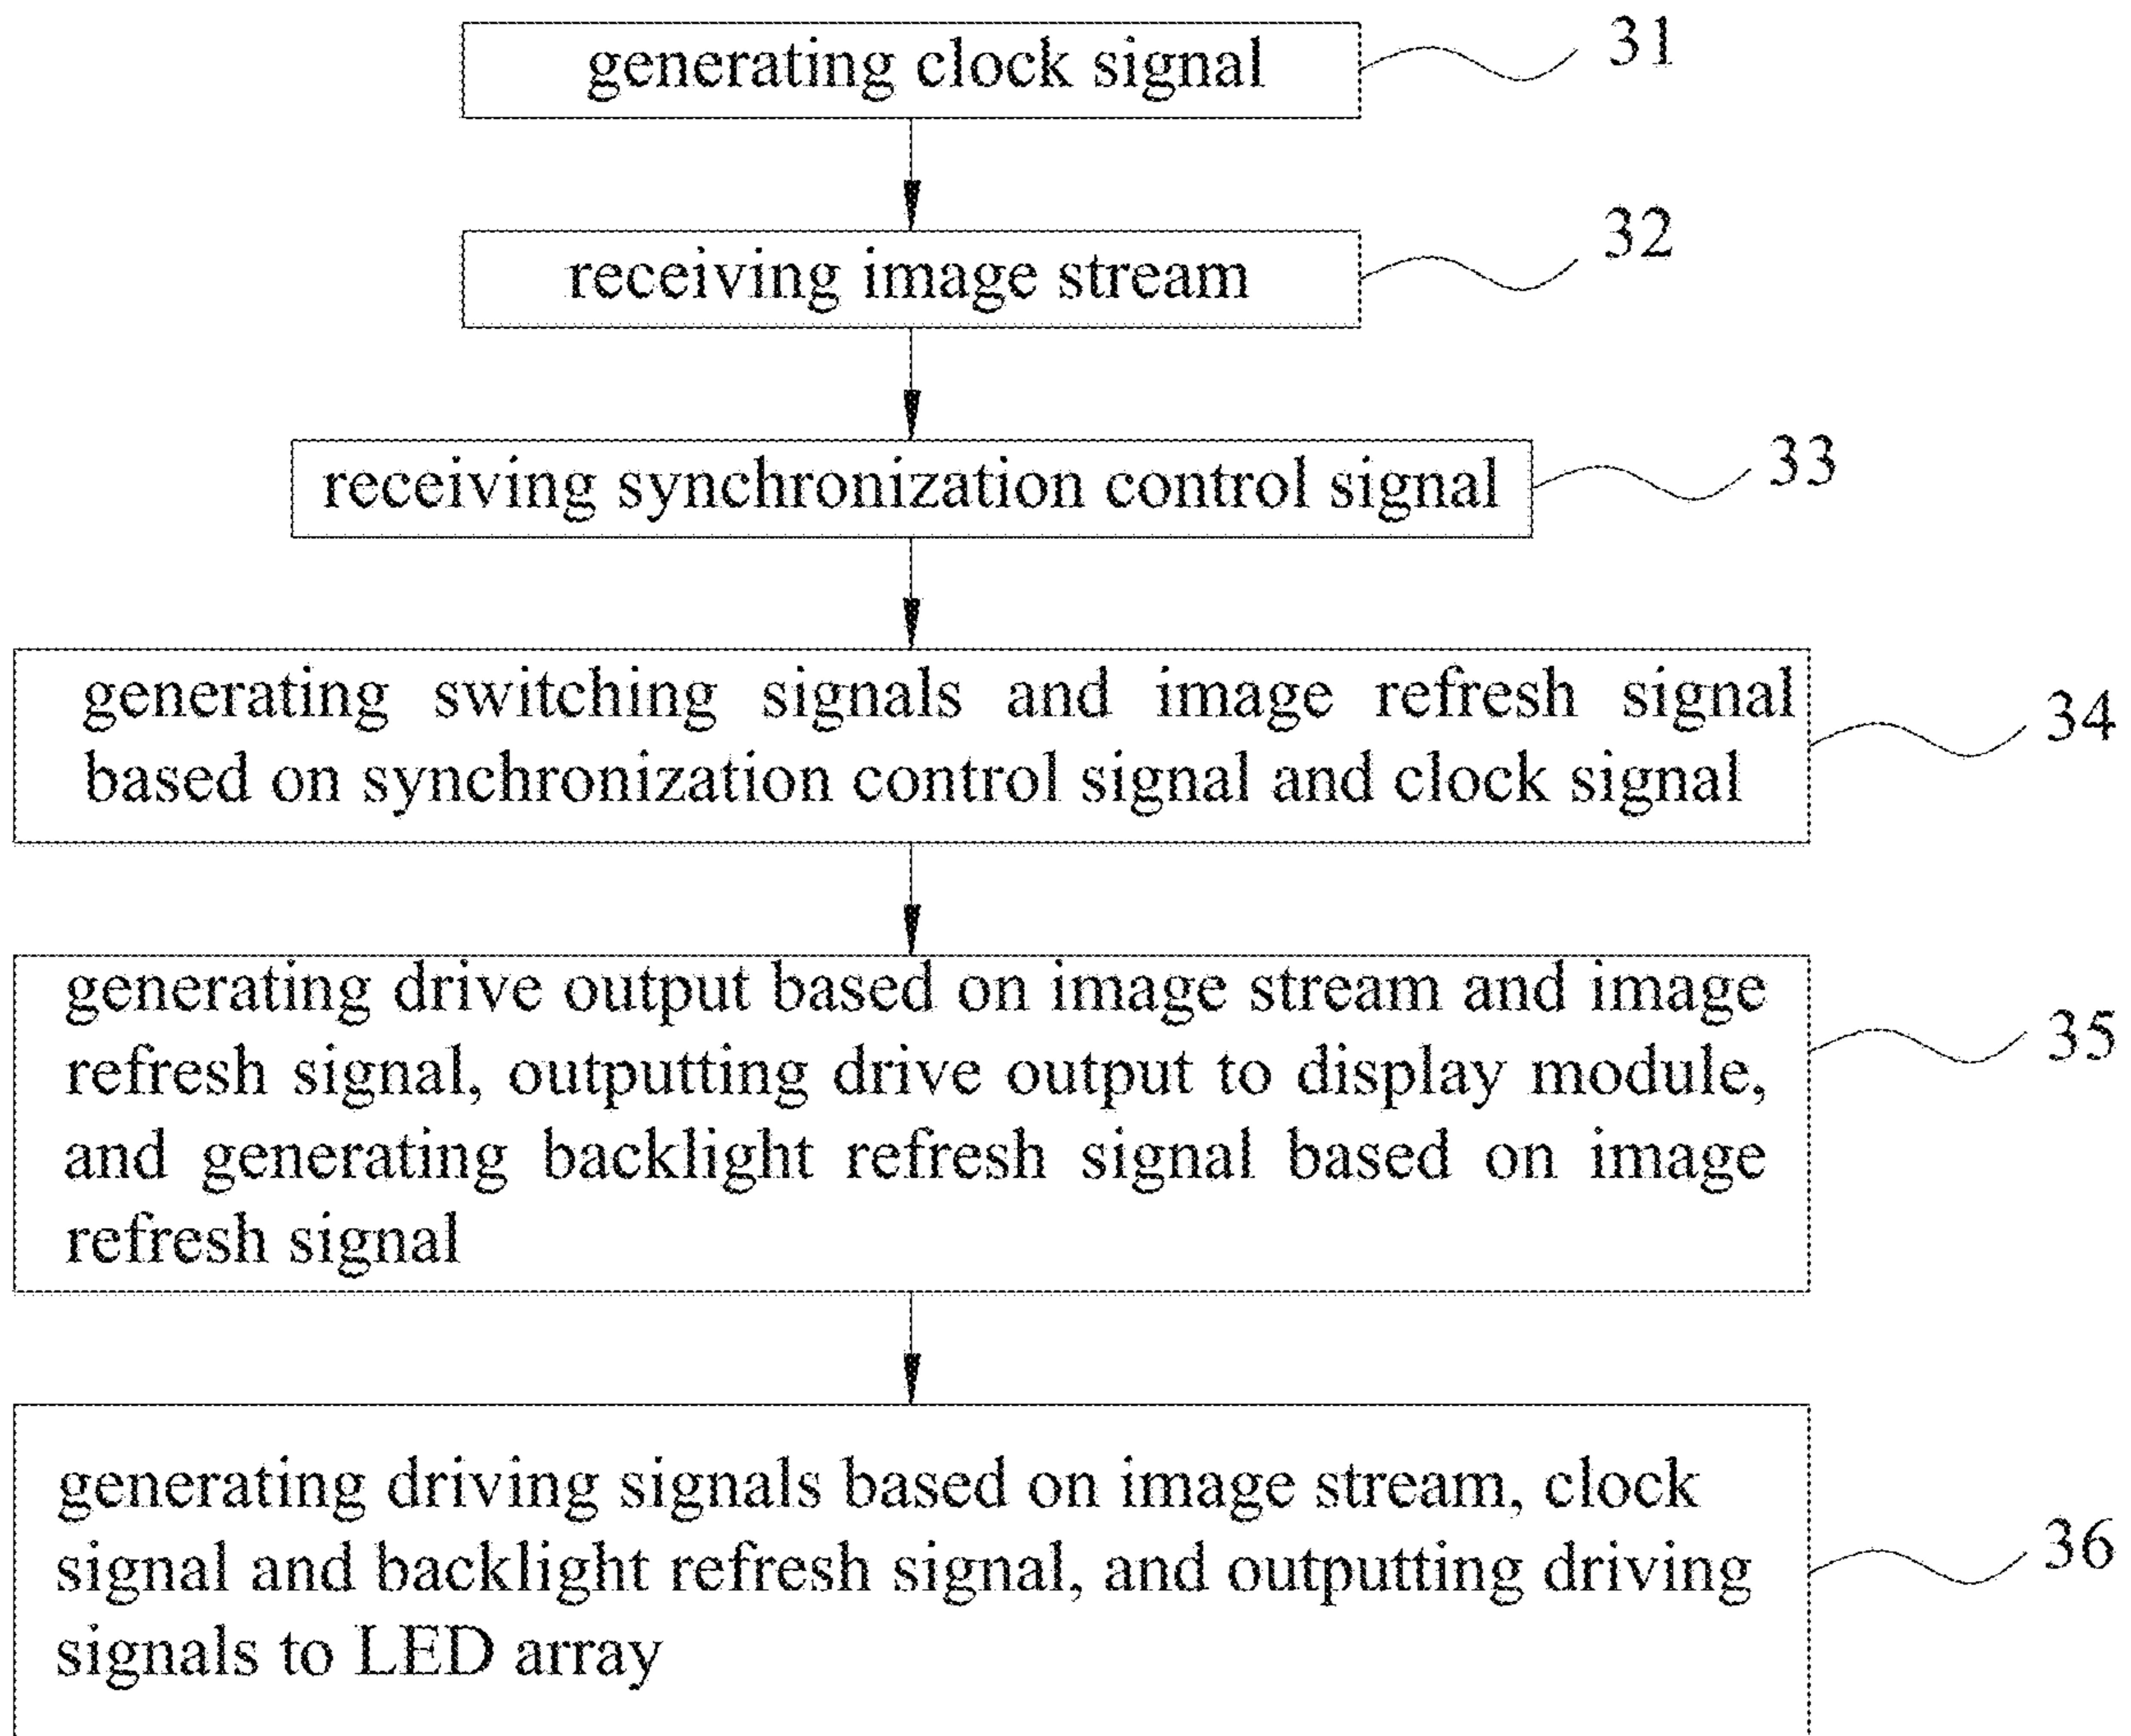 generating clock signal
31
receiving image stream
32
receiving synchronization control signal
33
generating switching signals and image refresh signal
based on synchronization control signal and clock signal
34
generating drive output based on image stream and image
refresh signal, outputting drive output to display module,
and generating backlight refresh signal based on image
refresh signal
35
generating driving signals based on image stream, clock
signal and backlight refresh signal, and outputting driving
signals to LED array
36